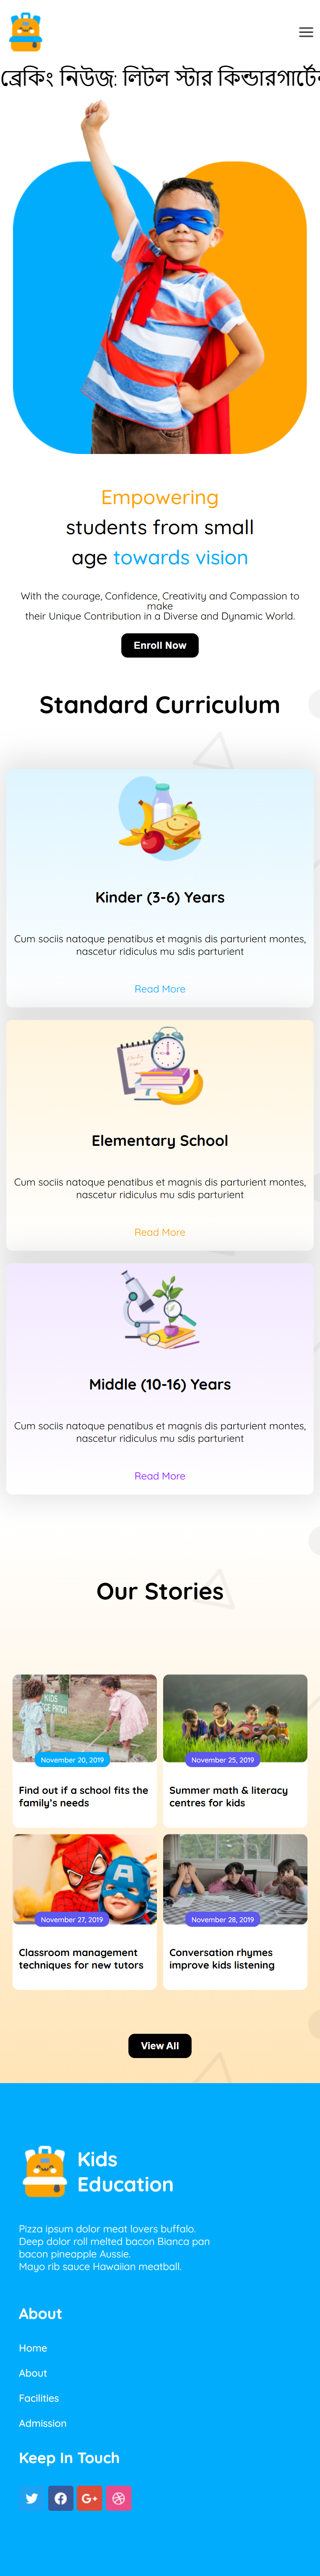 ব্রেকিং নিউজ: লিটল স্টার কিন্ডারগার্টে
Empowering
students from small
age towards vision
With the courage, Confidence, Creativity and Compassion to
make
their Unique Contribution in a Diverse and Dynamic World.
Enroll Now
Standard Curriculum
Kinder (3-6) Years
Cum sociis natoque penatibus et magnis dis parturient montes,
nascetur ridiculus mu sdis parturient
Read More
Elementary School
Cum sociis natoque penatibus et magnis dis parturient montes,
nascetur ridiculus mu sdis parturient
Read More
Middle (10-16) Years
Cum sociis natoque penatibus et magnis dis parturient montes,
nascetur ridiculus mu sdis parturient
Read More
Our Stories
KIDS
November 20, 2019
Find out if a school fits the
family's needs
November 25, 2019
Summer math & literacy
centres for kids
November 27, 2019
Classroom management
techniques for new tutors
November 28, 2019
Conversation rhymes
improve kids listening
View All
Kids
Education
Pizza ipsum dolor meat lovers buffalo.
Deep dolor roll melted bacon Bianca pan
bacon pineapple Aussie.
Mayo rib sauce Hawaiian meatball.
About
Home
About
Facilities
Admission
Keep In Touch